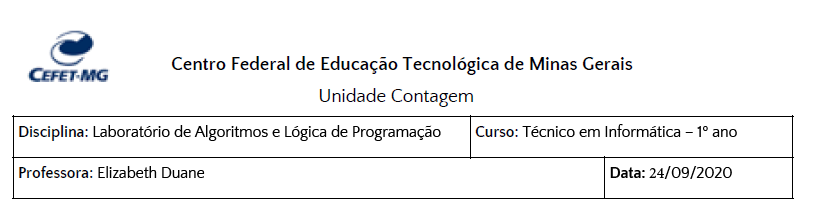 CEFET-MG
Centro Federal de Educação Tecnológica de Minas Gerais
Unidade Contagem
Disciplina: Laboratório de Algoritmos e Lógica de Programação
Curso: Técnico em Informática – 1º ano
Professora: Elizabeth Duane
Data: 24/09/2020